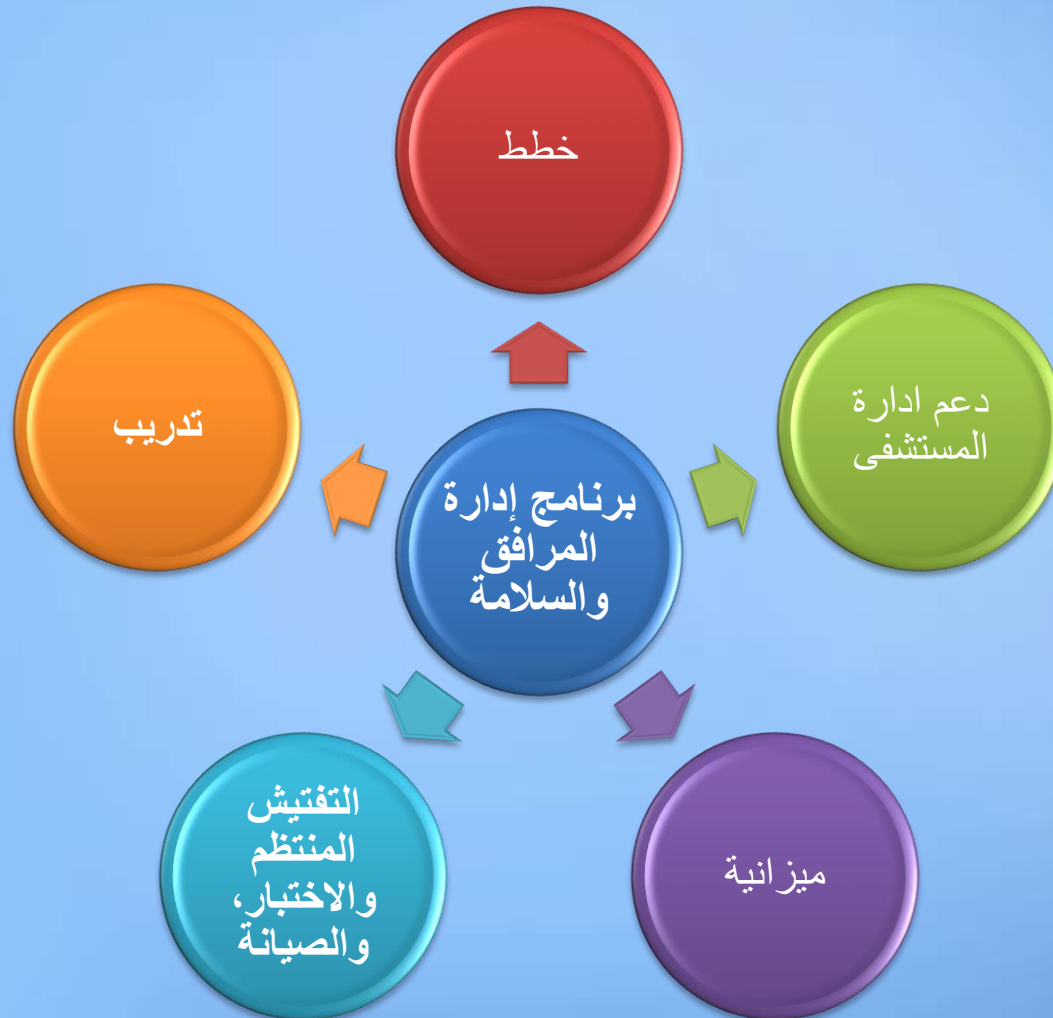 خطط
دعم ادارة
المستشفى
تدريب
برنامج إدارة
المرافق
والسلامة
التفتيش
المنتظم
والاختبار،
والصيانة
ميزانية